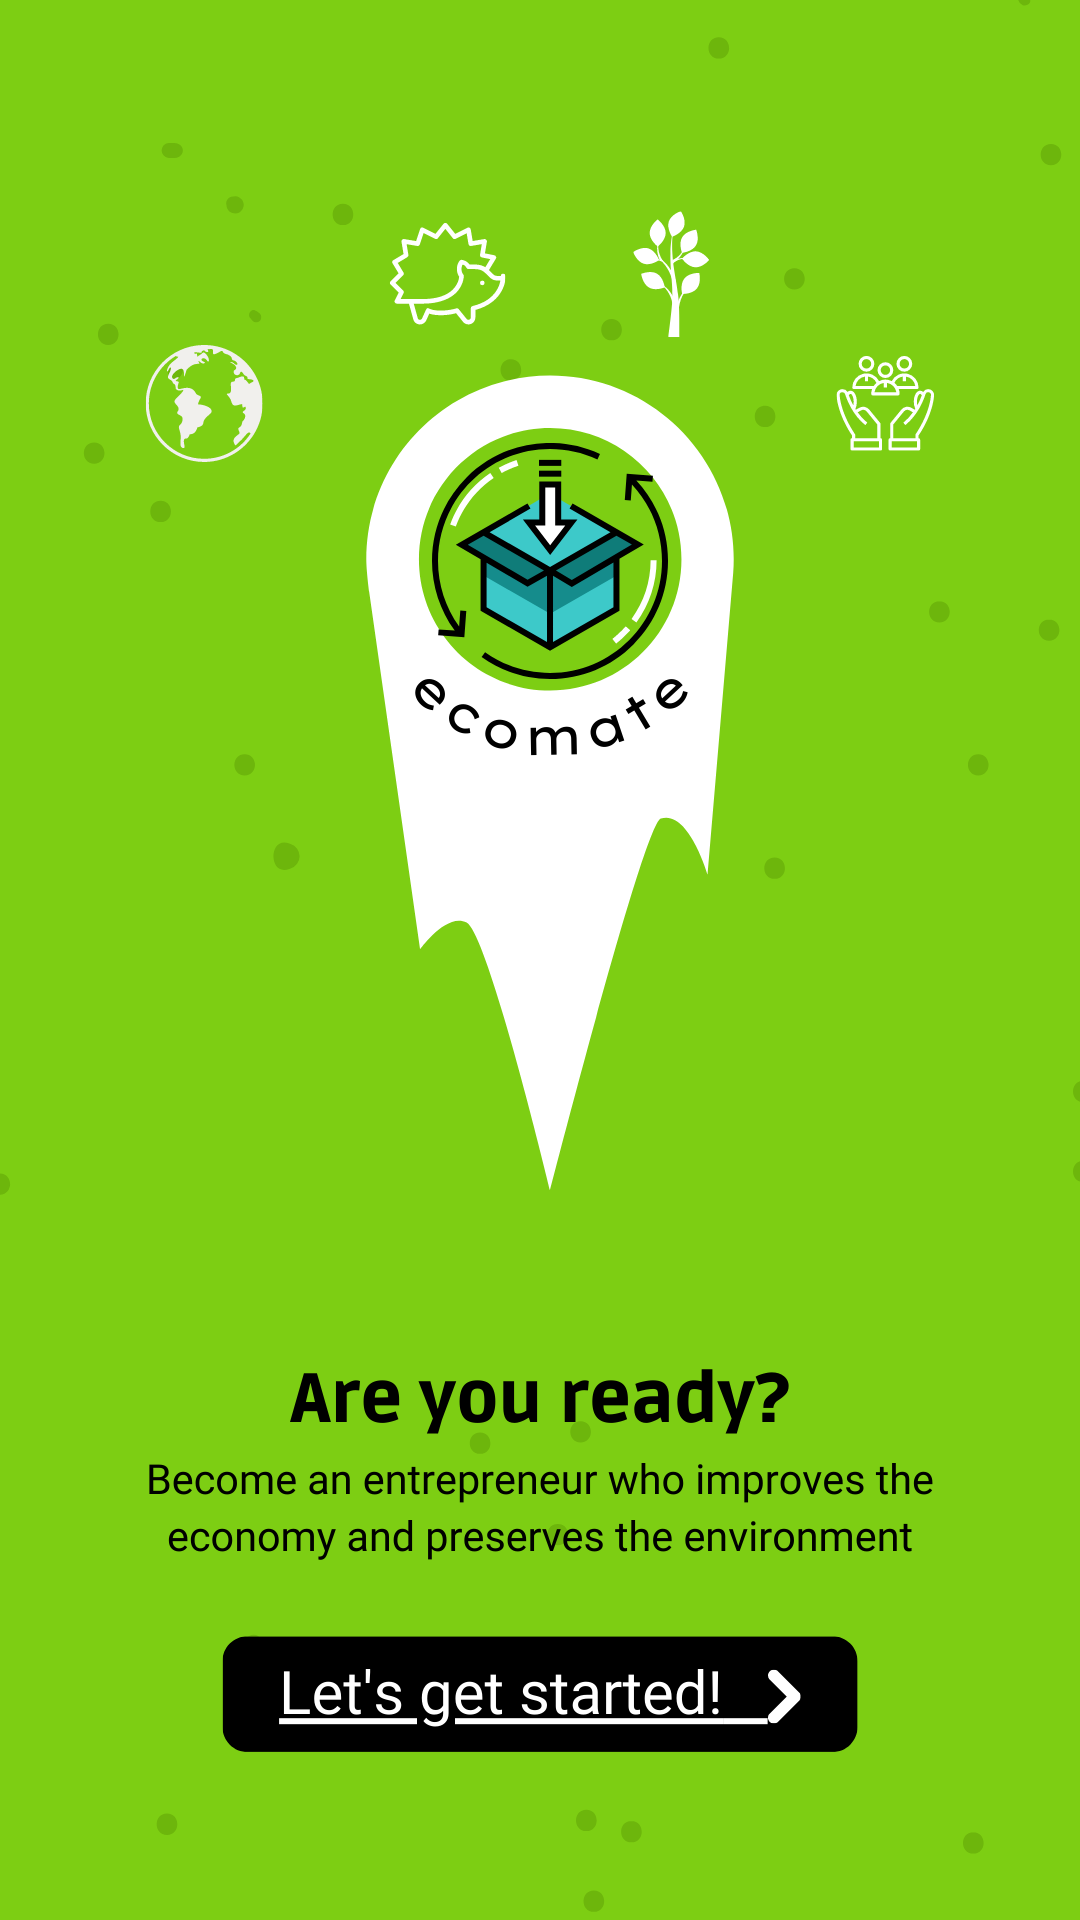 ecomate
Are you ready?
Become an entrepreneur who improves the
economy and preserves the environment
Let's get started!